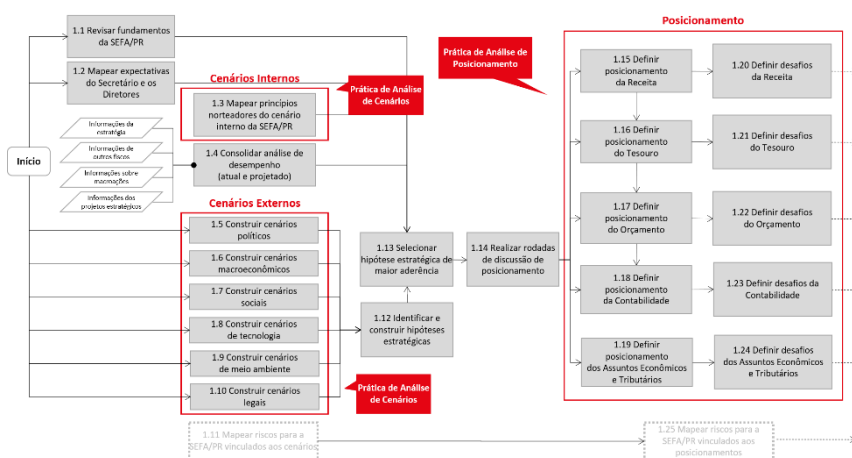 Posicionamento
1.1 Revisar fundamentos
da SEFA/PR
1.2 Mapear expectativas
do Secretário e os
Diretores
Cenários Internos
Prática de Análise
de Cenários
1.3 Mapear princípios
norteadores do cenário
interno da SEFA/PR
Informações da
estratégia
Informações de
outros fiscos
Informações sobre
macroações
Informações dos
projetos estratégicos
Início
1.4 Consolidar análise de
desempenho
(atual e projetado)
Cenários Externos
1.5 Construir cenários
políticos
1.6 Construir cenários
macroeconômicos
1.7 Construir cenários
sociais
1.8 Construir cenários
de tecnologia
1.9 Construir cenários
de meio ambiente
1.10 Construir cenários
legais
Prática de Análise
de Cenários
1.11 Mapear riscos para a
SEFA/PR vinculados aos cenários
1.12 Identificar e
construir hipóteses
estratégicas
1.13 Selecionar
hipótese estratégica de
maior aderência
1.14 Realizar rodadas
de discussão de
posicionamento
Prática de Análise de
Posicionamento
1.15 Definir
posicionamento
da Receita
1.20 Definir desafios
da Receita
1.16 Definir
posicionamento
do Tesouro
1.21 Definir desafios
do Tesouro
1.17 Definir
posicionamento
do Orçamento
1.22 Definir desafios
do Orçamento
1.18 Definir
posicionamento
da Contabilidade
1.23 Definir desafios da
Contabilidade
1.19 Definir
posicionamento
dos Assuntos Econômicos
e Tributários
1.24 Definir desafios
dos Assuntos Econômicos
e Tributários
1.25 Mapear riscos para a
SEFA/PR vinculados aos
posicionamentos